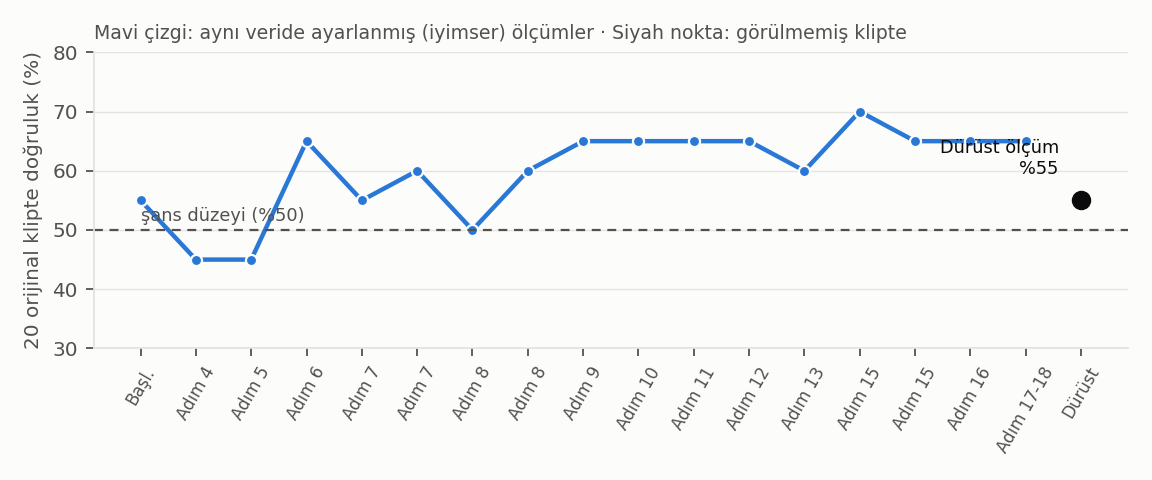 Mavi çizgi: aynı veride ayarlanmış (iyimser) ölçümler · Siyah nokta: görülmemiş klipte
20 orijinal klipte doğruluk (%)
80
70
60
50
40
30
şans düzeyi (%50)
Dürüst ölçüm
%55
Başl.
Adım 4
Adım 5
Adım 6
Adım 7
Adım 7
Adım 8
Adım 8
Adım 9
Adım 10
Adım 11
Adım 12
Adım 13
Adım 15
Adım 15
Adım 16
Adım 17-18
Dürüst